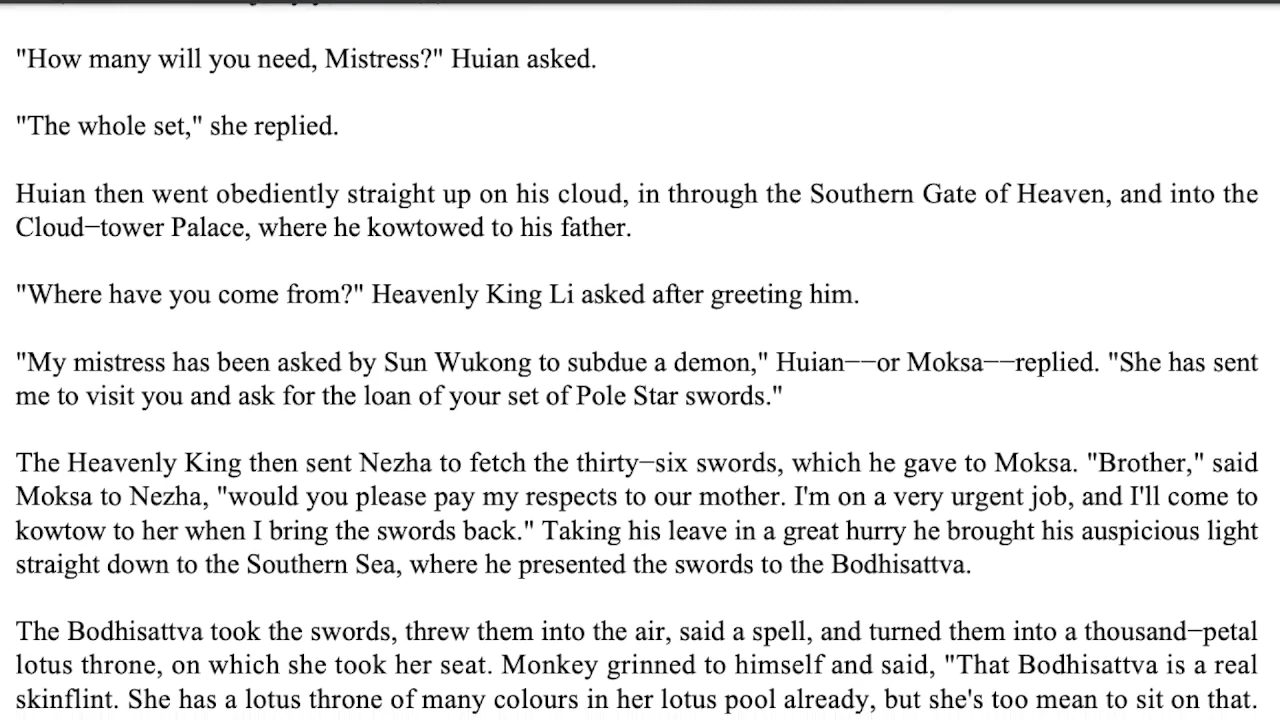 "How many will you need, Mistress?" Huian asked.
"The whole set," she replied.
Huian then went obediently straight up on his cloud, in through the Southern Gate of Heaven, and into the
Cloud−tower Palace, where he kowtowed to his father.
"Where have you come from?" Heavenly King Li asked after greeting him.
"My mistress has been asked by Sun Wukong to subdue a demon," Huian−−or Moksa−−replied. "She has sent
me to visit you and ask for the loan of your set of Pole Star swords."
The Heavenly King then sent Nezha to fetch the thirty−six swords, which he gave to Moksa. "Brother," said
Moksa to Nezha, "would you please pay my respects to our mother. I'm on a very urgent job, and I'll come to
kowtow to her when I bring the swords back." Taking his leave in a great hurry he brought his auspicious light
straight down to the Southern Sea, where he presented the swords to the Bodhisattva.
The Bodhisattva took the swords, threw them into the air, said a spell, and turned them into a thousand−petal
lotus throne, on which she took her seat. Monkey grinned to himself and said, "That Bodhisattva is a real
skinflint. She has a lotus throne of many colours in her lotus pool already, but she's too mean to sit on that.